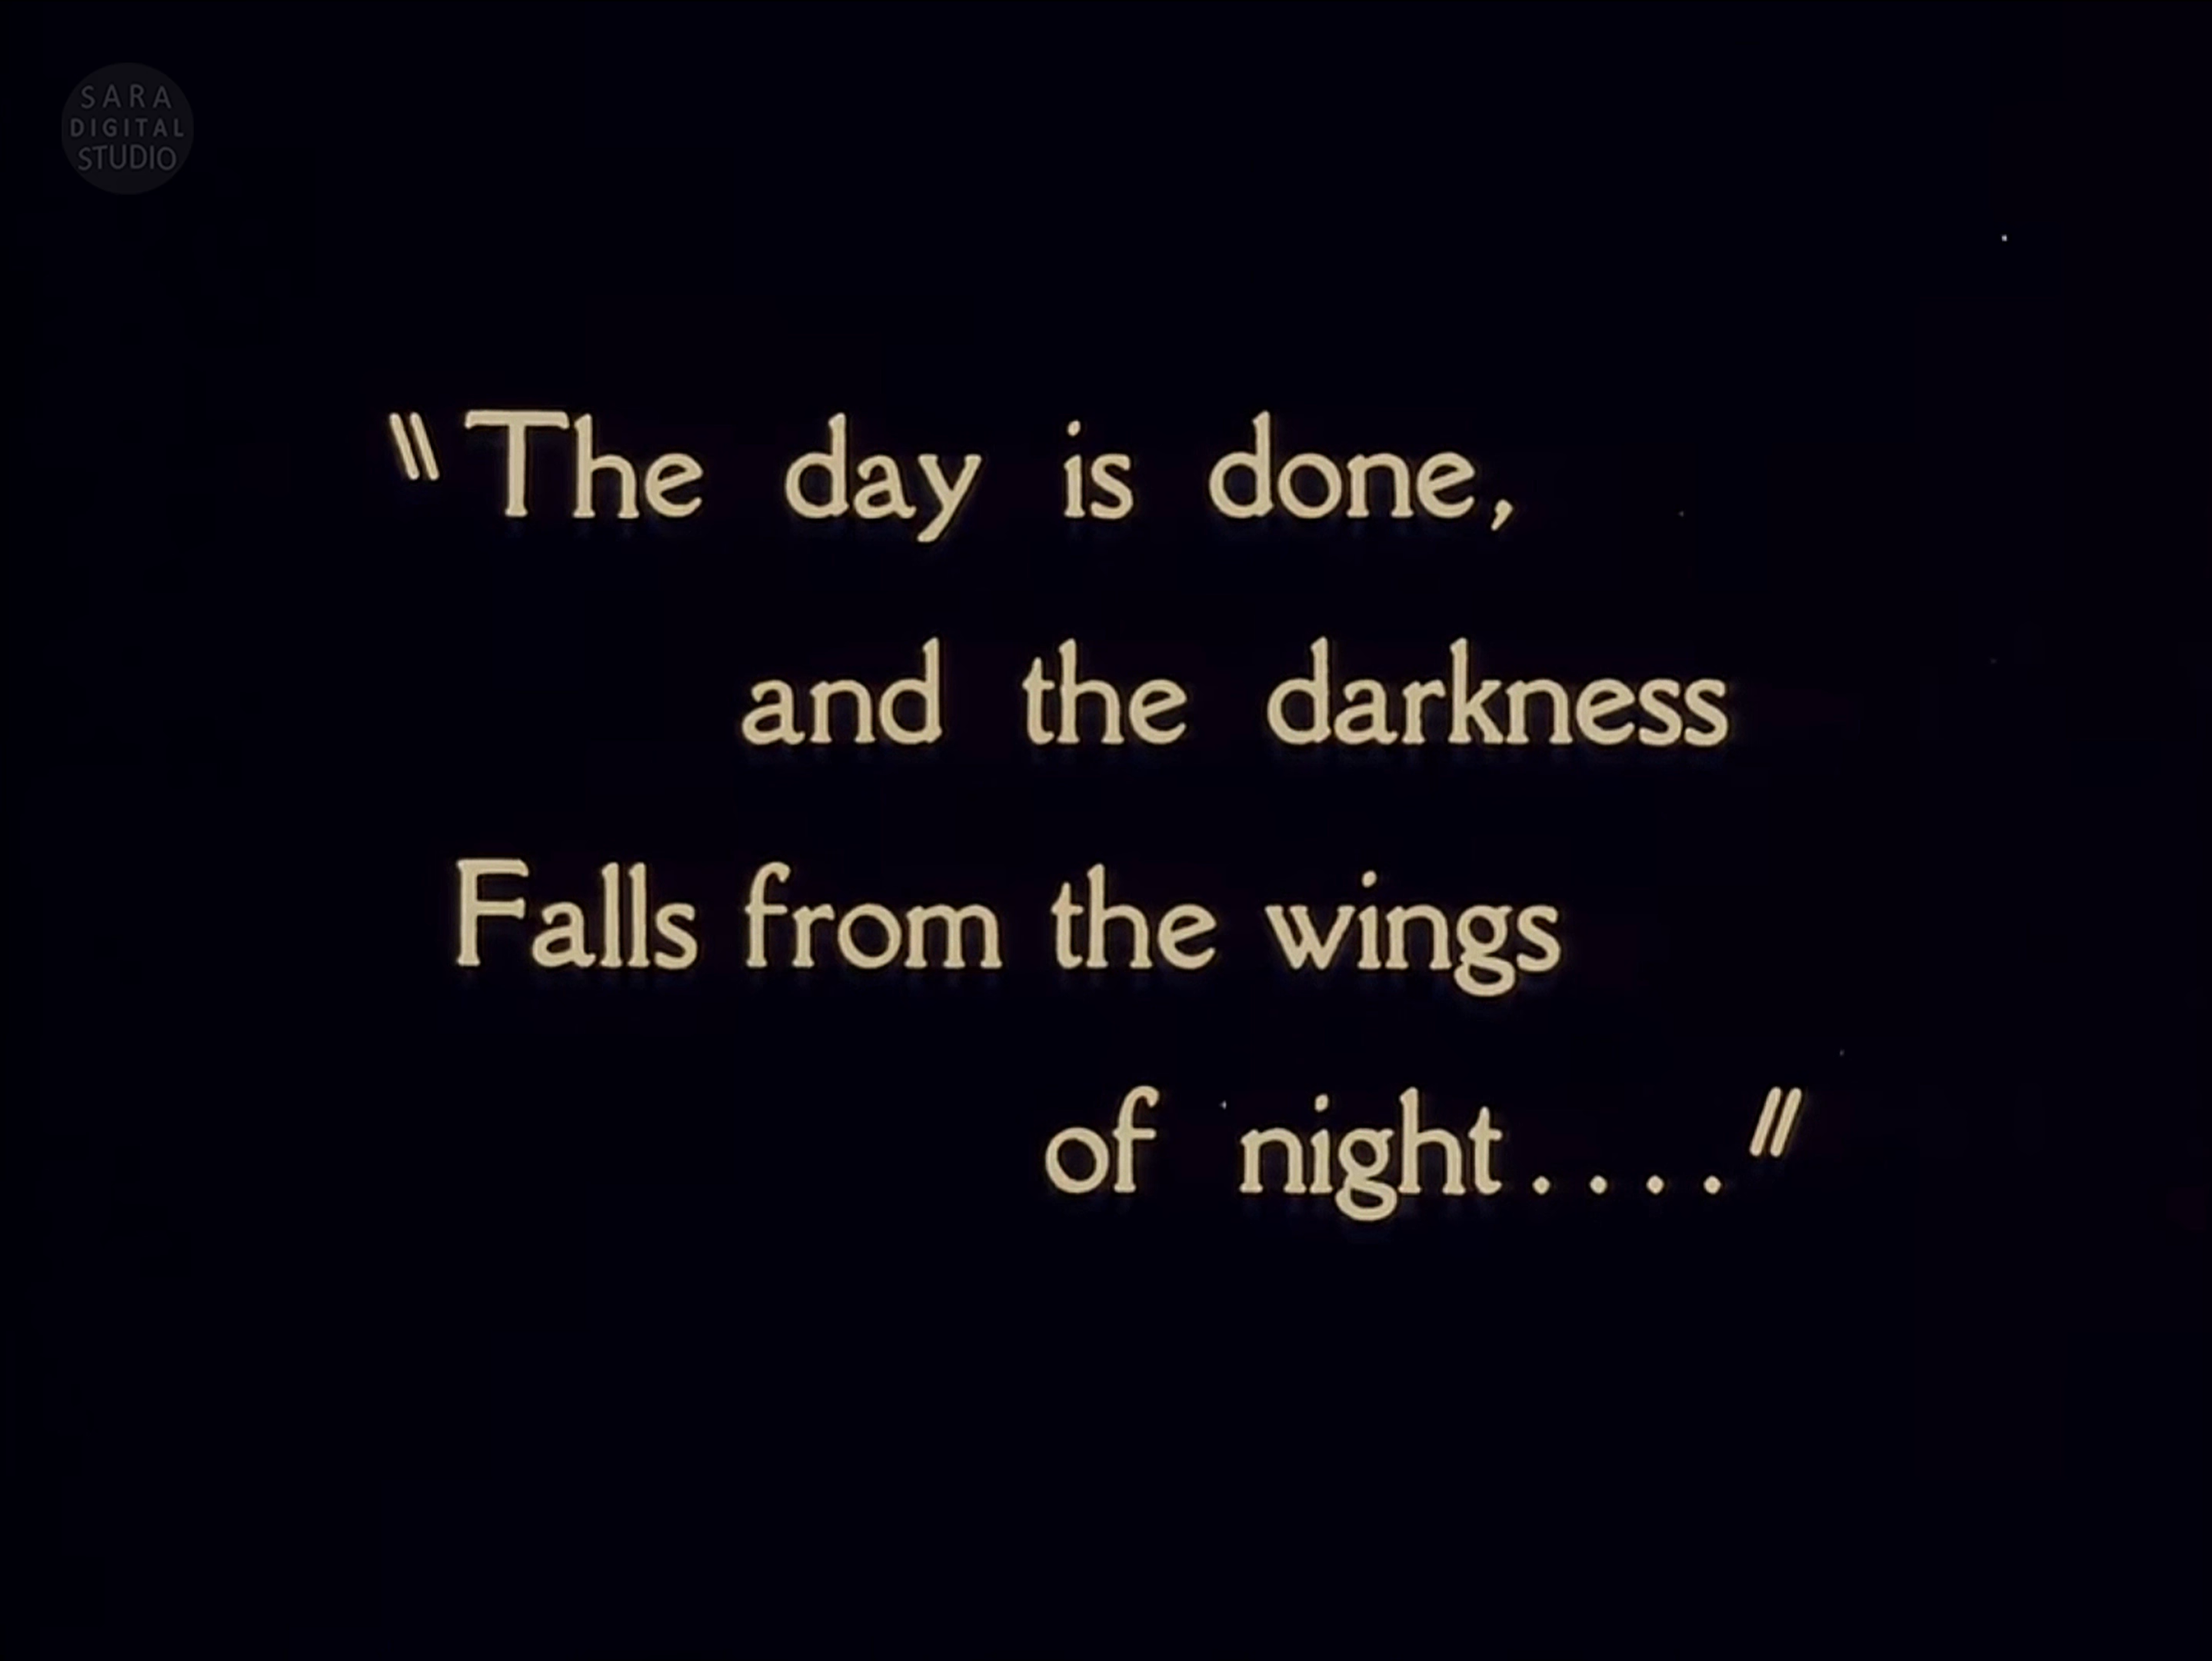 SARA
DIGITAL
STUDIO
"The day is done,
and the darkness
Falls from the wings
of night...."